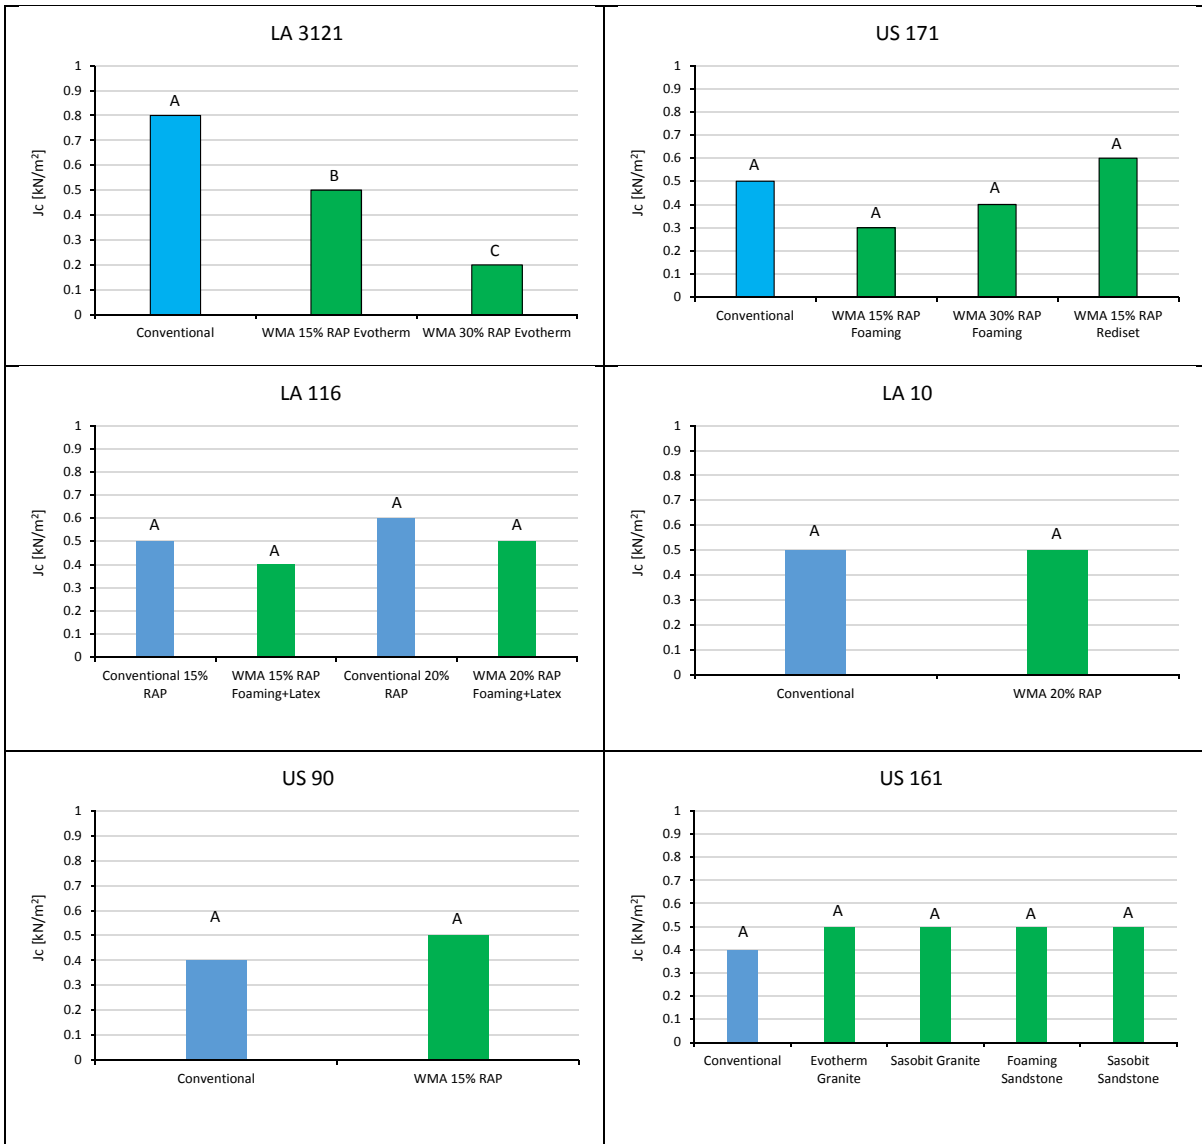 LA 3121
1
0.9
0.8
0.7
0.6
0.5
0.4
0.3
0.2
0.1
0
Jc [kN/m²]
A
B
C
Conventional
WMA 15% RAP Evotherm
WMA 30% RAP Evotherm
US 171
1
0.9
0.8
0.7
0.6
0.5
0.4
0.3
0.2
0.1
0
Jc [kN/m²]
A
A
A
A
Conventional
WMA 15% RAP
Foaming
WMA 30% RAP
Foaming
WMA 15% RAP
Rediset
LA 116
1
0.9
0.8
0.7
0.6
0.5
0.4
0.3
0.2
0.1
0
Jc [kN/m²]
A
A
A
A
Conventional 15%
RAP
WMA 15% RAP
Foaming+Latex
Conventional 20%
RAP
WMA 20% RAP
Foaming+Latex
LA 10
1
0.9
0.8
0.7
0.6
0.5
0.4
0.3
0.2
0.1
0
Jc [kN/m²]
A
A
Conventional
WMA 20% RAP
US 90
1
0.9
0.8
0.7
0.6
0.5
0.4
0.3
0.2
0.1
0
Jc [kN/m²]
A
A
Conventional
WMA 15% RAP
US 161
1
0.9
0.8
0.7
0.6
0.5
0.4
0.3
0.2
0.1
0
Jc [kN/m²]
A
A
A
A
A
Conventional
Evotherm
Granite
Sasobit Granite
Foaming
Sandstone
Sasobit
Sandstone